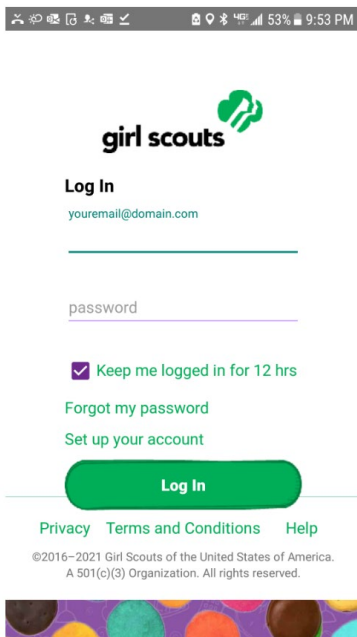 4G 53% 9:53 PM
girl scouts
Log In
youremail@domain.com
password
Keep me logged in for 12 hrs
Forgot my password
Set up your account
Log In
Privacy Terms and Conditions Help
©2016–2021 Girl Scouts of the United States of America.
A 501(c)(3) Organization. All rights reserved.